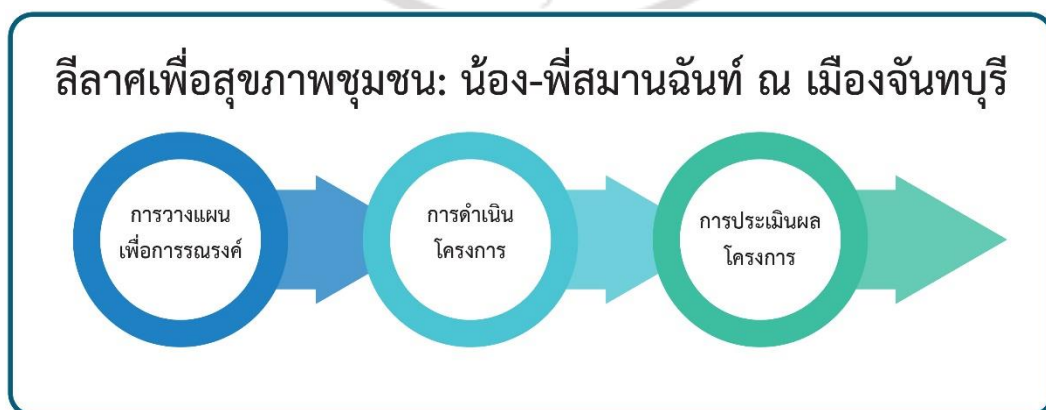 ลีลาศเพื่อสุขภาพชุมชน: น้อง-พี่สมานฉันท์ ณ เมืองจันทบุรี
การวางแผน
เพื่อการรณรงค์
การดำเนิน
โครงการ
การประเมินผล
โครงการ